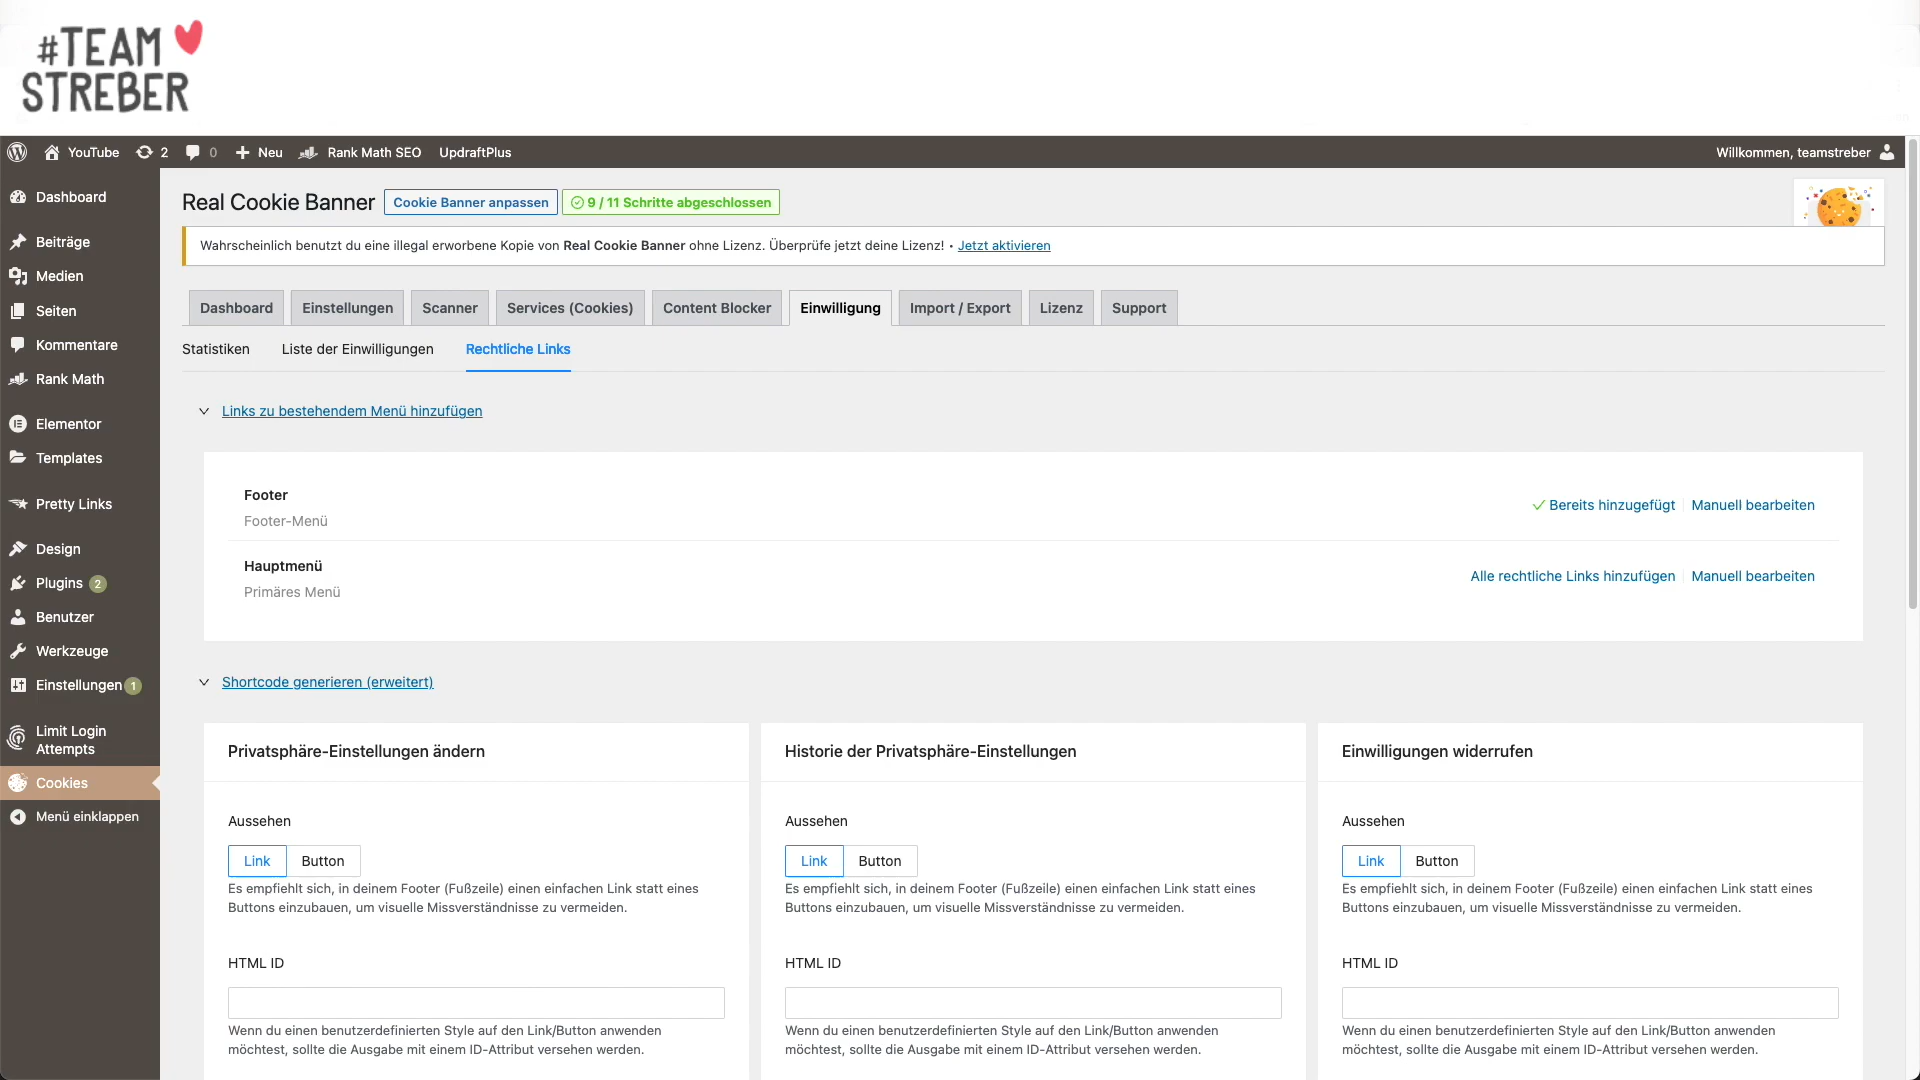 #TEAM
STREBER
YouTube 2 0 Neu Rank Math SEO UpdraftPlus Willkommen, teamstreber
Dashboard
Beiträge
Medien
Seiten
Kommentare
Rank Math
Elementor
Templates
Pretty Links
Design
Plugins 2
Benutzer
Werkzeuge
Einstellungen 1
Limit Login
Attempts
Cookies
Menü einklappen
Real Cookie Banner Cookie Banner anpassen 9 / 11 Schritte abgeschlossen
Wahrscheinlich benutzt du eine illegal erworbene Kopie von Real Cookie Banner ohne Lizenz. Überprüfe jetzt deine Lizenz! • Jetzt aktivieren
Dashboard Einstellungen Scanner Services (Cookies) Content Blocker Einwilligung Import / Export Lizenz Support
Statistiken Liste der Einwilligungen Rechtliche Links
Links zu bestehendem Menü hinzufügen
Footer
Footer-Menü
Bereits hinzugefügt Manuell bearbeiten
Hauptmenü
Primäres Menü
Alle rechtliche Links hinzufügen Manuell bearbeiten
Shortcode generieren (erweitert)
Privatsphäre-Einstellungen ändern
Aussehen
Link Button
Es empfiehlt sich, in deinem Footer (Fußzeile) einen einfachen Link statt eines
Buttons einzubauen, um visuelle Missverständnisse zu vermeiden.
HTML ID
Wenn du einen benutzerdefinierten Style auf den Link/Button anwenden
möchtest, sollte die Ausgabe mit einem ID-Attribut versehen werden.
Historie der Privatsphäre-Einstellungen
Aussehen
Link Button
Es empfiehlt sich, in deinem Footer (Fußzeile) einen einfachen Link statt eines
Buttons einzubauen, um visuelle Missverständnisse zu vermeiden.
HTML ID
Wenn du einen benutzerdefinierten Style auf den Link/Button anwenden
möchtest, sollte die Ausgabe mit einem ID-Attribut versehen werden.
Einwilligungen widerrufen
Aussehen
Link Button
Es empfiehlt sich, in deinem Footer (Fußzeile) einen einfachen Link statt eines
Buttons einzubauen, um visuelle Missverständnisse zu vermeiden.
HTML ID
Wenn du einen benutzerdefinierten Style auf den Link/Button anwenden
möchtest, sollte die Ausgabe mit einem ID-Attribut versehen werden.